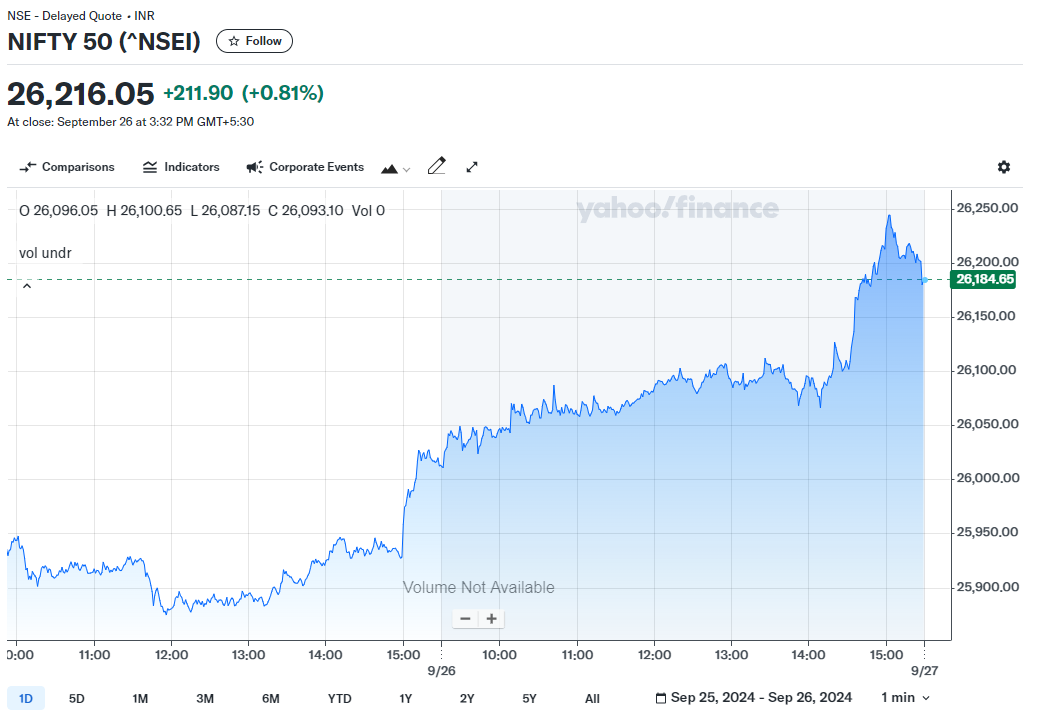 NSE - Delayed Quote • INR
NIFTY 50 (^NSEI) Follow
26,216.05 +211.90 (+0.81%)
At close: September 26 at 3:32 PM GMT+5:30
Comparisons Indicators Corporate Events
O 26,096.05 H 26,100.65 L 26,087.15 C 26,093.10 Vol 0
yahoo!finance
vol undr
26,250.00
26,200.00
26,184.65
26,150.00
26,100.00
26,050.00
26,000.00
25,950.00
25,900.00
Volume Not Available
0:00 11:00 12:00 13:00 14:00 15:00 10:00 11:00 12:00 13:00 14:00 15:00
9/26 9/27
1D 5D 1M 3M 6M YTD 1Y 2Y 5Y All Sep 25, 2024 - Sep 26, 2024 1 min